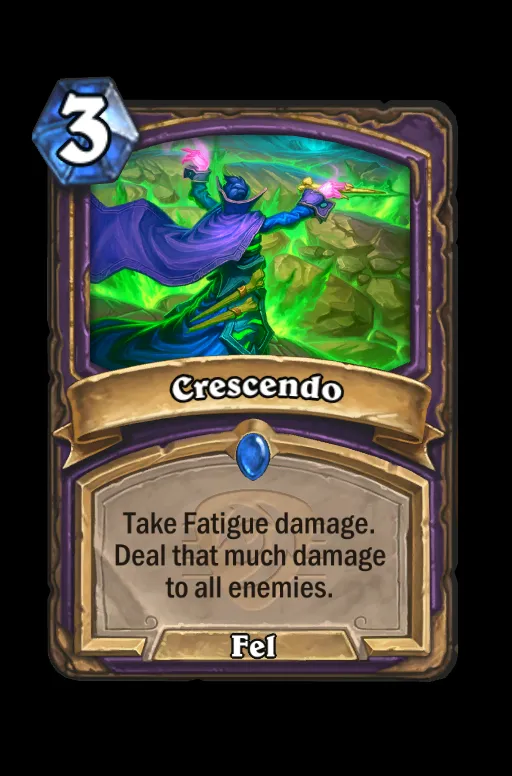 3
Crescendo
Take Fatigue damage.
Deal that much damage
to all enemies.
Fel